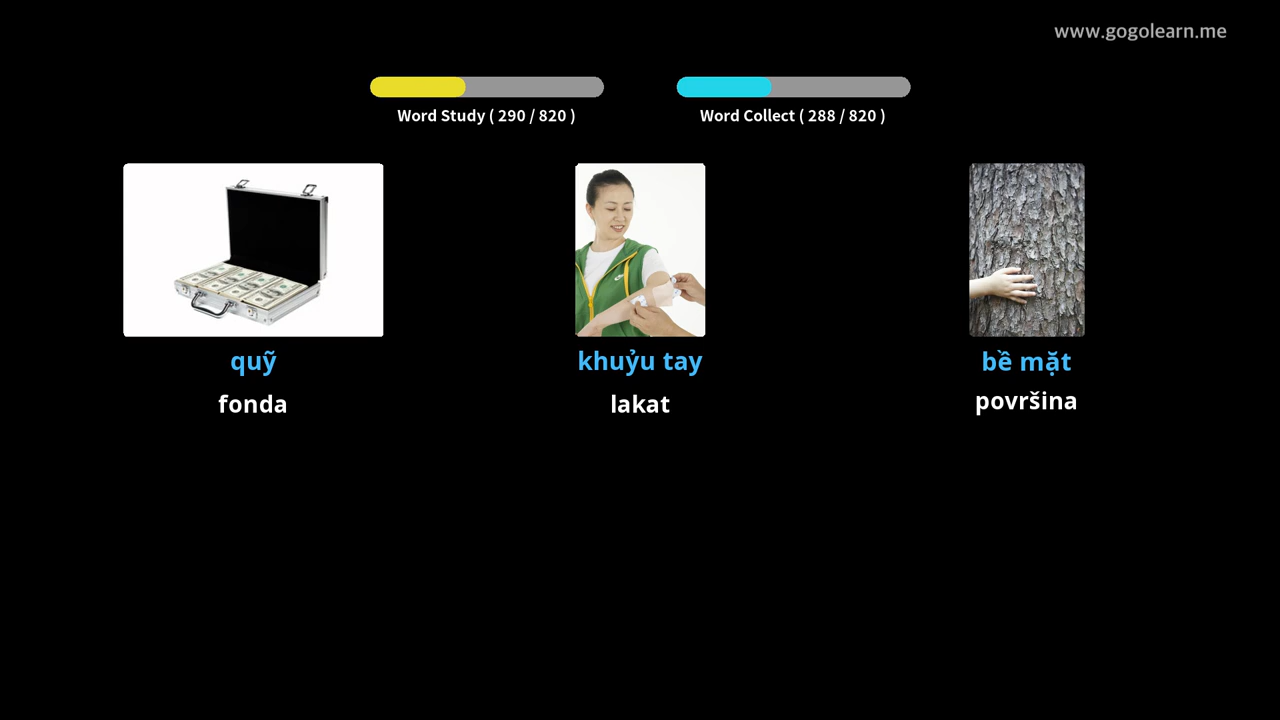 www.gogolearn.me
Word Study ( 290 / 820 )
Word Collect ( 288 / 820 )
quỹ
fonda
khuỷu tay
lakat
bề mặt
površina